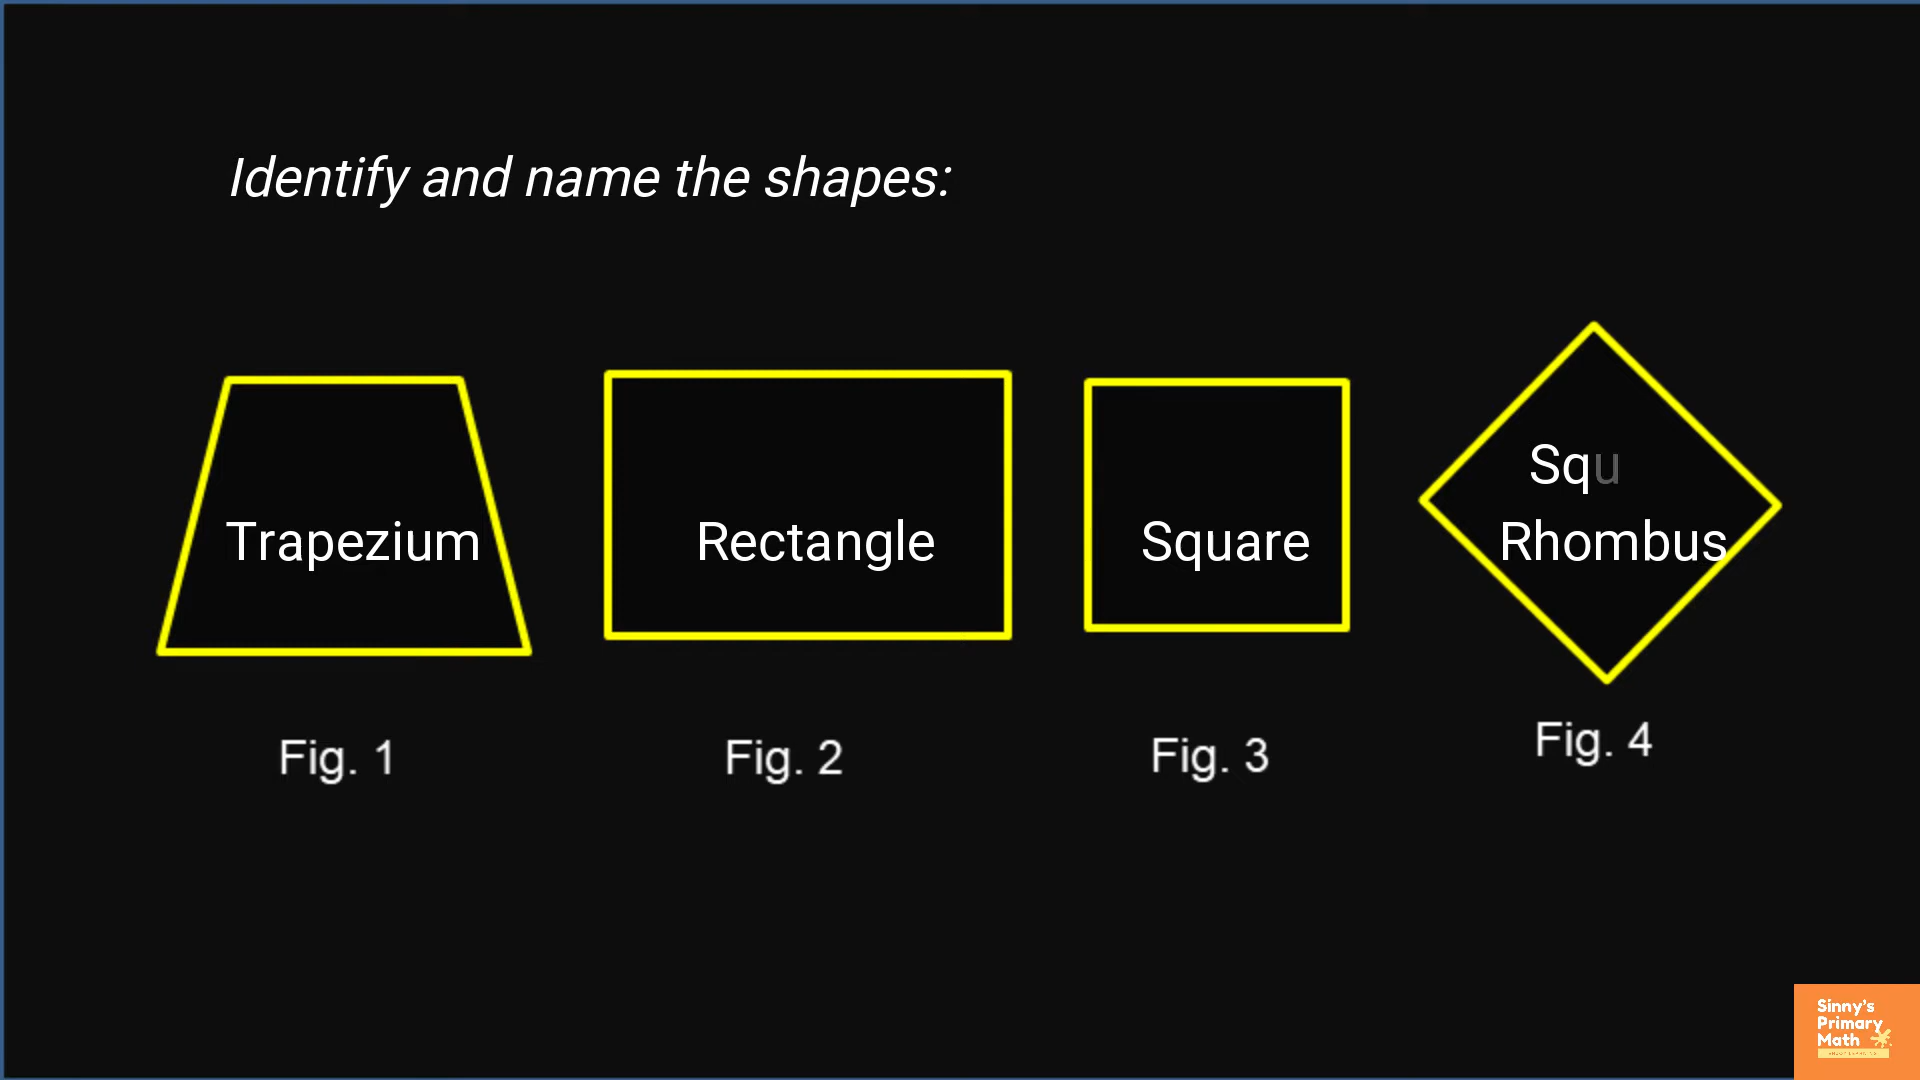 Identify and name the shapes:
Squ
Trapezium
Rectangle
Square
Rhombus
Fig. 1
Fig. 2
Fig. 3
Fig. 4
Sinny's
Primary
Math